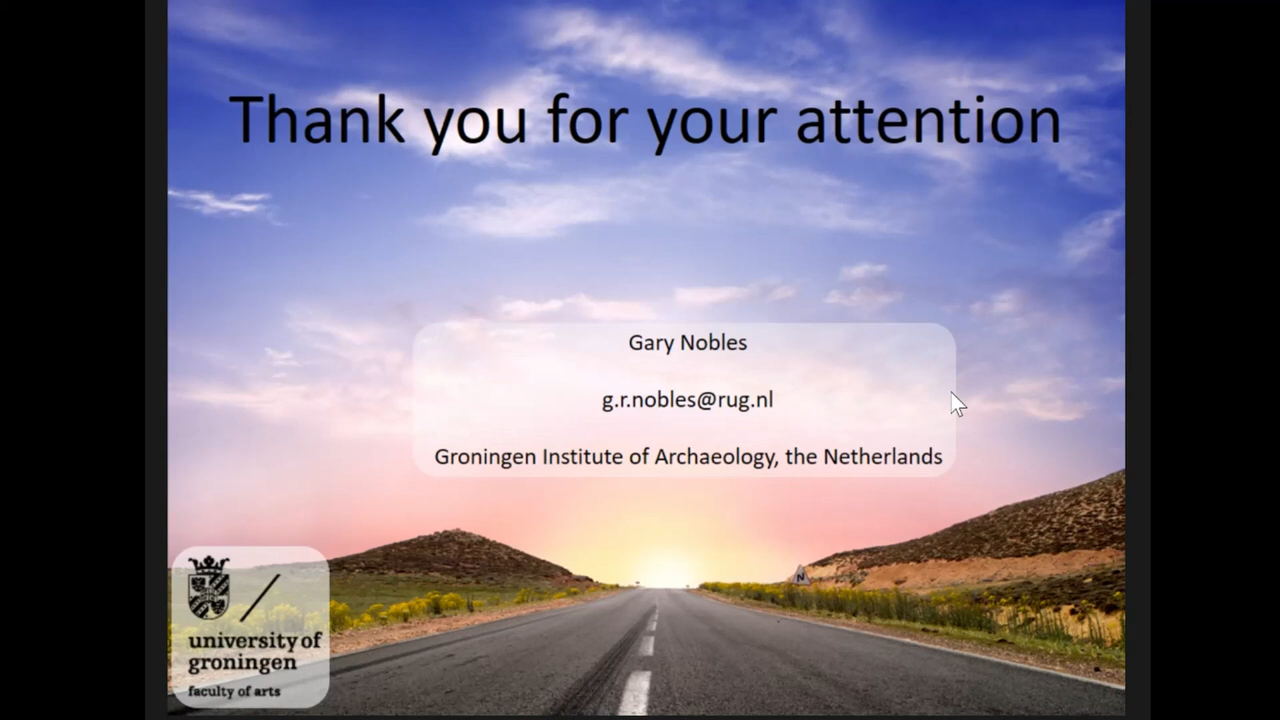 Thank you for your attention
Gary Nobles
g.r.nobles@rug.nl
Groningen Institute of Archaeology, the Netherlands
N
university of
groningen
faculty of arts